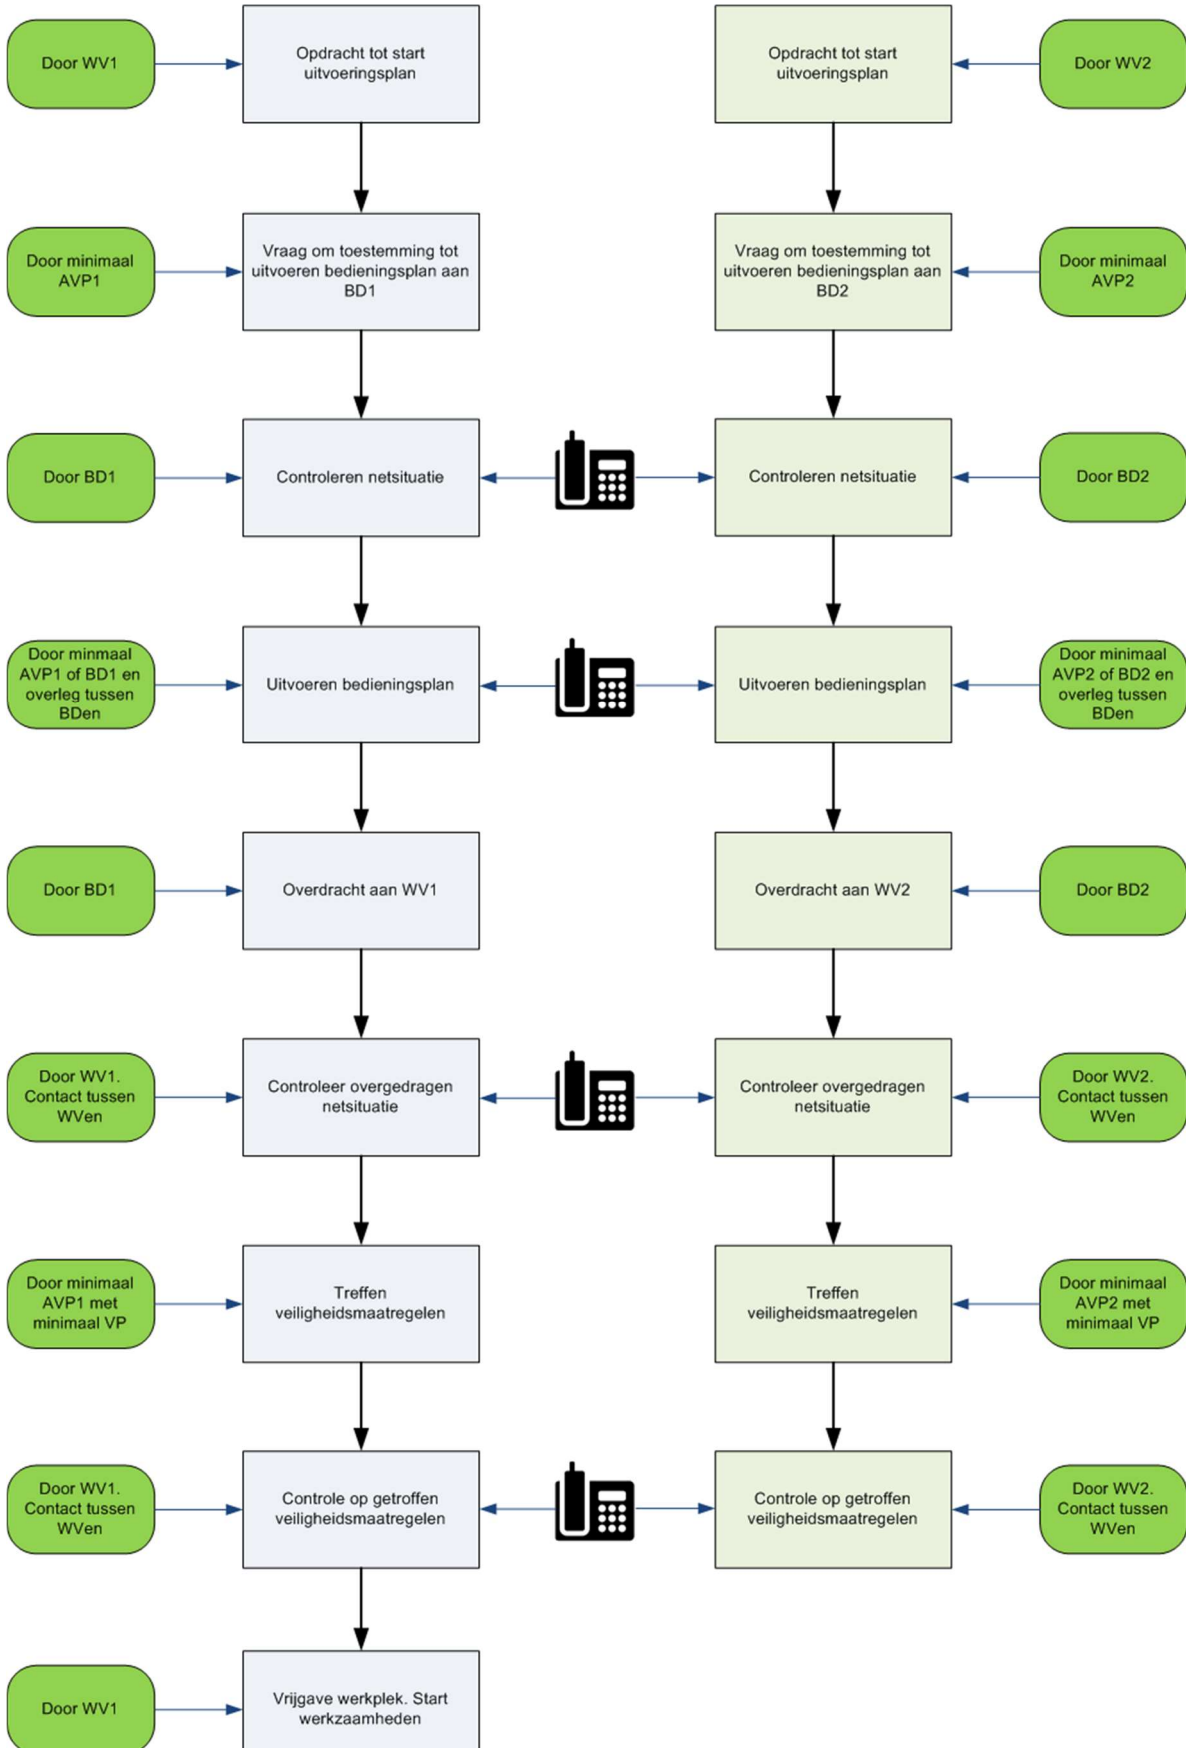 Door WV1
Opdracht tot start
uitvoeringsplan
Opdracht tot start
uitvoeringsplan
Door WV2
Door minimaal
AVP1
Vraag om toestemming tot
uitvoeren bedieningsplan aan
BD1
Vraag om toestemming tot
uitvoeren bedieningsplan aan
BD2
Door minimaal
AVP2
Door BD1
Controleren netsituatie
Controleren netsituatie
Door BD2
Door minmaal
AVP1 of BD1 en
overleg tussen
BDen
Uitvoeren bedieningsplan
Uitvoeren bedieningsplan
Door minimaal
AVP2 of BD2 en
overleg tussen
BDen
Door BD1
Overdracht aan WV1
Overdracht aan WV2
Door BD2
Door WV1.
Contact tussen
WVen
Controleer overgedragen
netsituatie
Controleer overgedragen
netsituatie
Door WV2.
Contact tussen
WVen
Door minimaal
AVP1 met
minimaal VP
Treffen
veiligheidsmaatregelen
Treffen
veiligheidsmaatregelen
Door minimaal
AVP2 met
minimaal VP
Door WV1.
Contact tussen
WVen
Controle op getroffen
veiligheidsmaatregelen
Controle op getroffen
veiligheidsmaatregelen
Door WV2.
Contact tussen
WVen
Door WV1
Vrijgave werkplek. Start
werkzaamheden